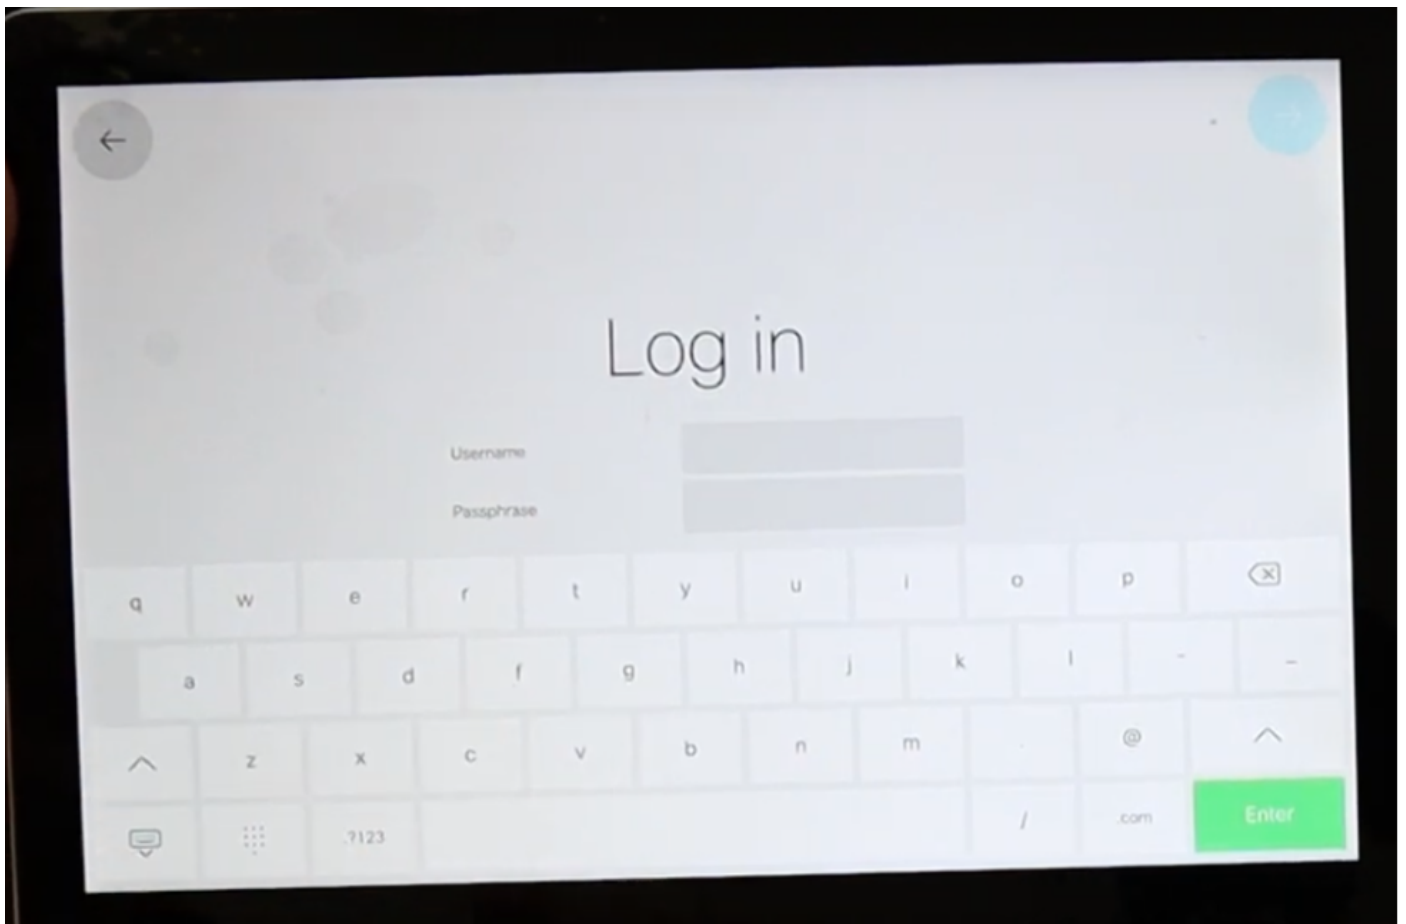 Log in
Username
Passphrase
q w e r t y u i o p
a s d f g h j k l - _
z x c v b n m . @
.?123 / .com Enter